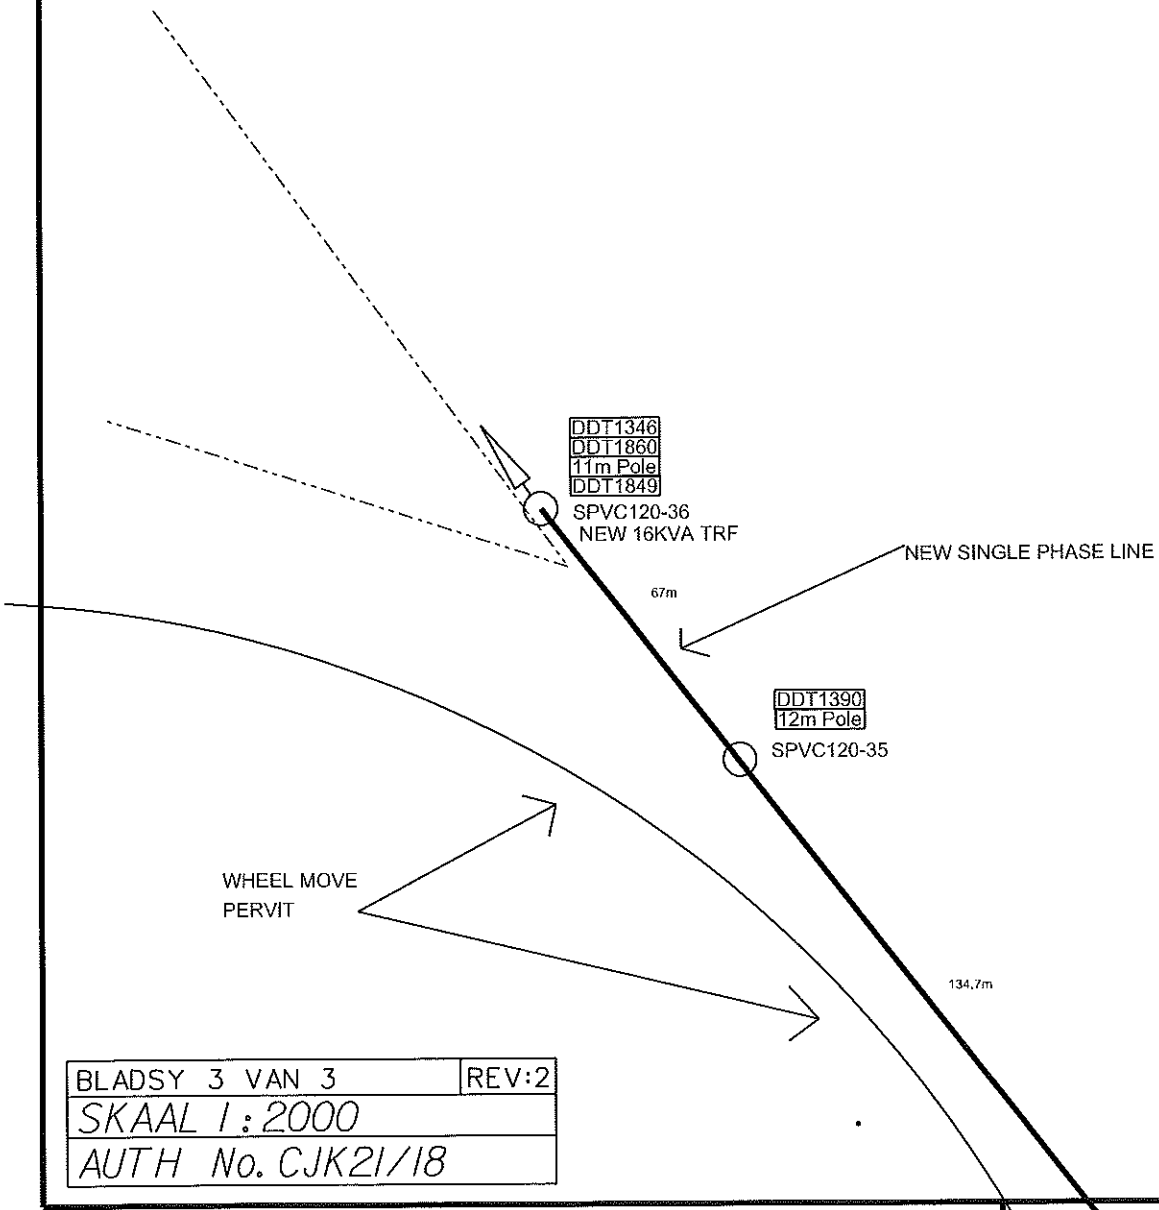 DDT1346
DDT1860
11m Pole
DDT1849
SPVC120-36
NEW 16KVA TRF
NEW SINGLE PHASE LINE
67m
DDT1390
12m Pole
SPVC120-35
WHEEL MOVE
PERVIT
134,7m
BLADSY 3 VAN 3 REV:2
SKAAL 1:2000
AUTH No. CJK21/18